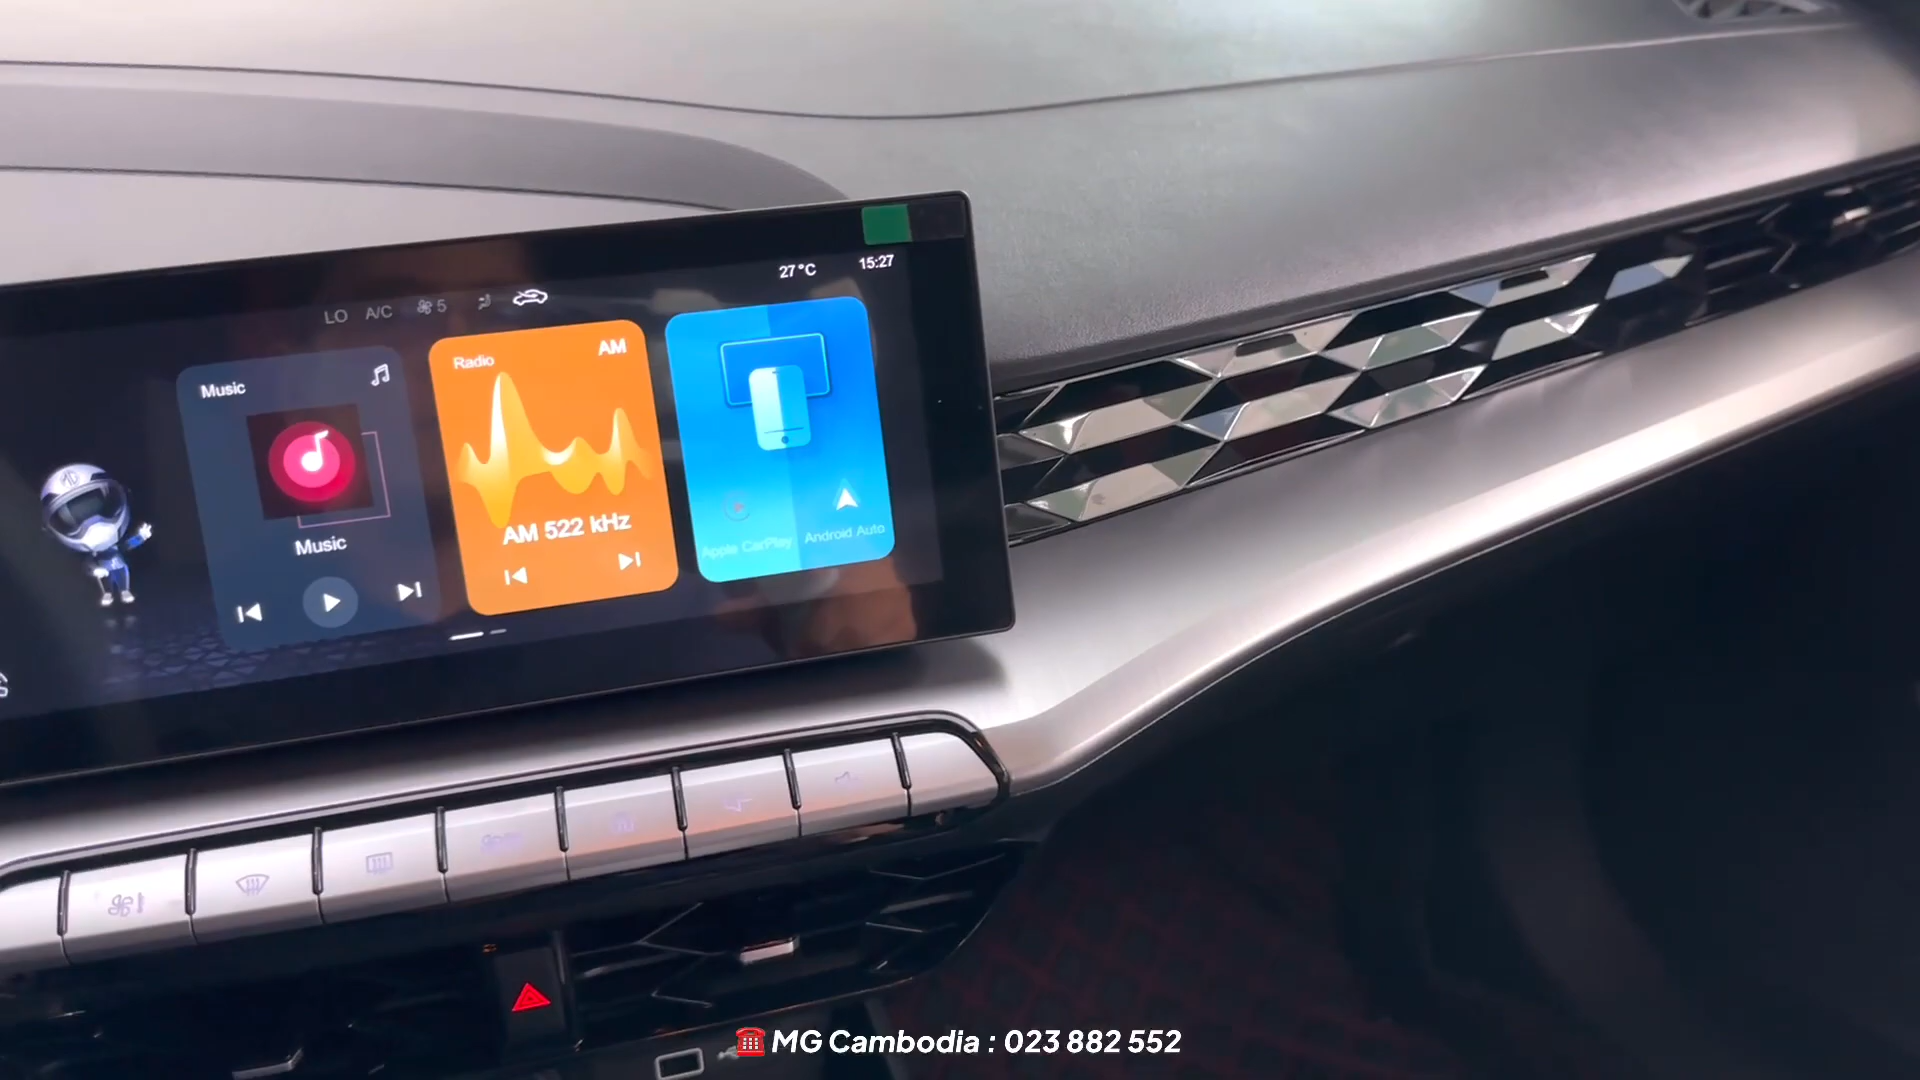 27°C
15:27
LO A/C 5
Music
Radio
AM
MG
Music
AM 522 kHz
Apple CarPlay
Android Auto
MG Cambodia : 023 882 552